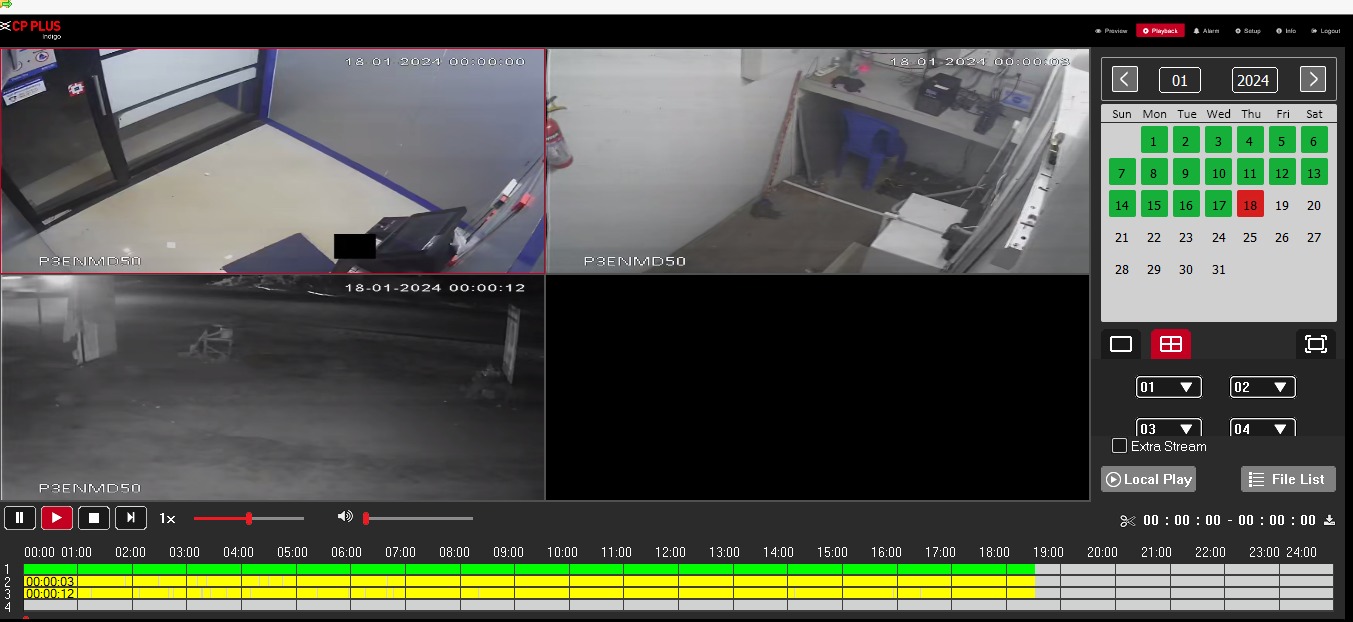 CP PLUS
Indigo
Preview Playback Alarm Setup Info Logout
18-01-2024 00:00:00
P3ENMD50
18-01-2024 00:00:03
P3ENMD50
18-01-2024 00:00:12
P3ENMD50
01 2024
Sun Mon Tue Wed Thu Fri Sat
1 2 3 4 5 6
7 8 9 10 11 12 13
14 15 16 17 18 19 20
21 22 23 24 25 26 27
28 29 30 31
01 02
03 04
Extra Stream
Local Play File List
1x
00 : 00 : 00 - 00 : 00 : 00
00:00 01:00 02:00 03:00 04:00 05:00 06:00 07:00 08:00 09:00 10:00 11:00 12:00 13:00 14:00 15:00 16:00 17:00 18:00 19:00 20:00 21:00 22:00 23:00 24:00
1
2 00:00:03
3 00:00:12
4